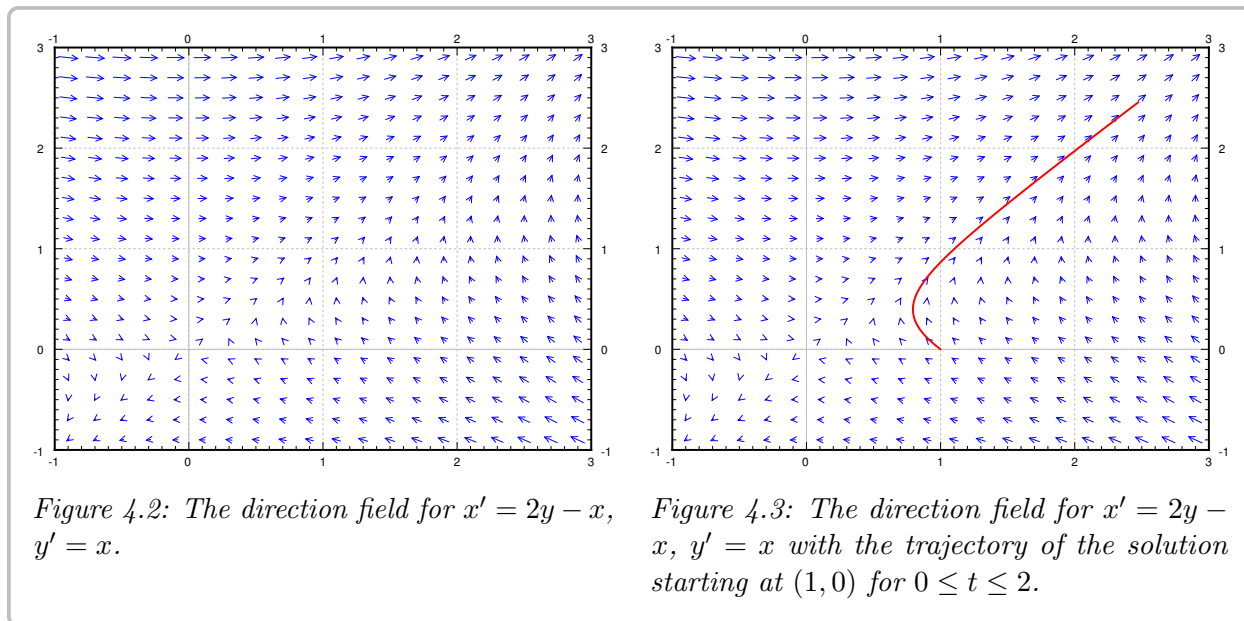 -1 0 1 2 3
3 3
2 2
1 1
0 0
-1 -1
-1 0 1 2 3
Figure 4.2: The direction field for x′ = 2y − x,
y′ = x.
-1 0 1 2 3
3 3
2 2
1 1
0 0
-1 -1
-1 0 1 2 3
Figure 4.3: The direction field for x′ = 2y −
x, y′ = x with the trajectory of the solution
starting at (1, 0) for 0 ≤ t ≤ 2.